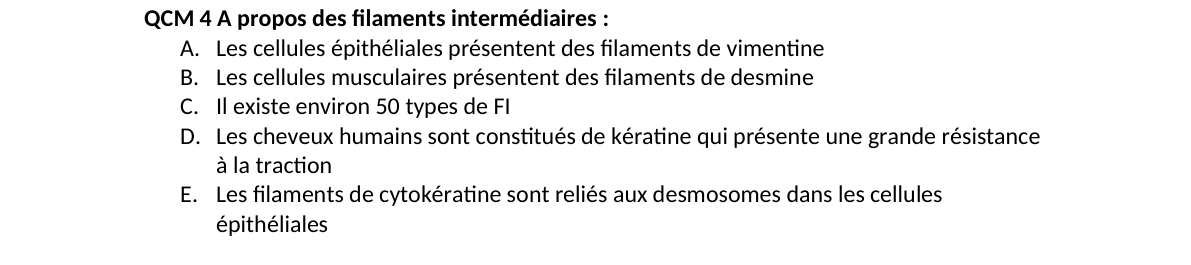 QCM 4 A propos des filaments intermédiaires :
A. Les cellules épithéliales présentent des filaments de vimentine
B. Les cellules musculaires présentent des filaments de desmine
C. Il existe environ 50 types de FI
D. Les cheveux humains sont constitués de kératine qui présente une grande résistance
à la traction
E. Les filaments de cytokératine sont reliés aux desmosomes dans les cellules
épithéliales